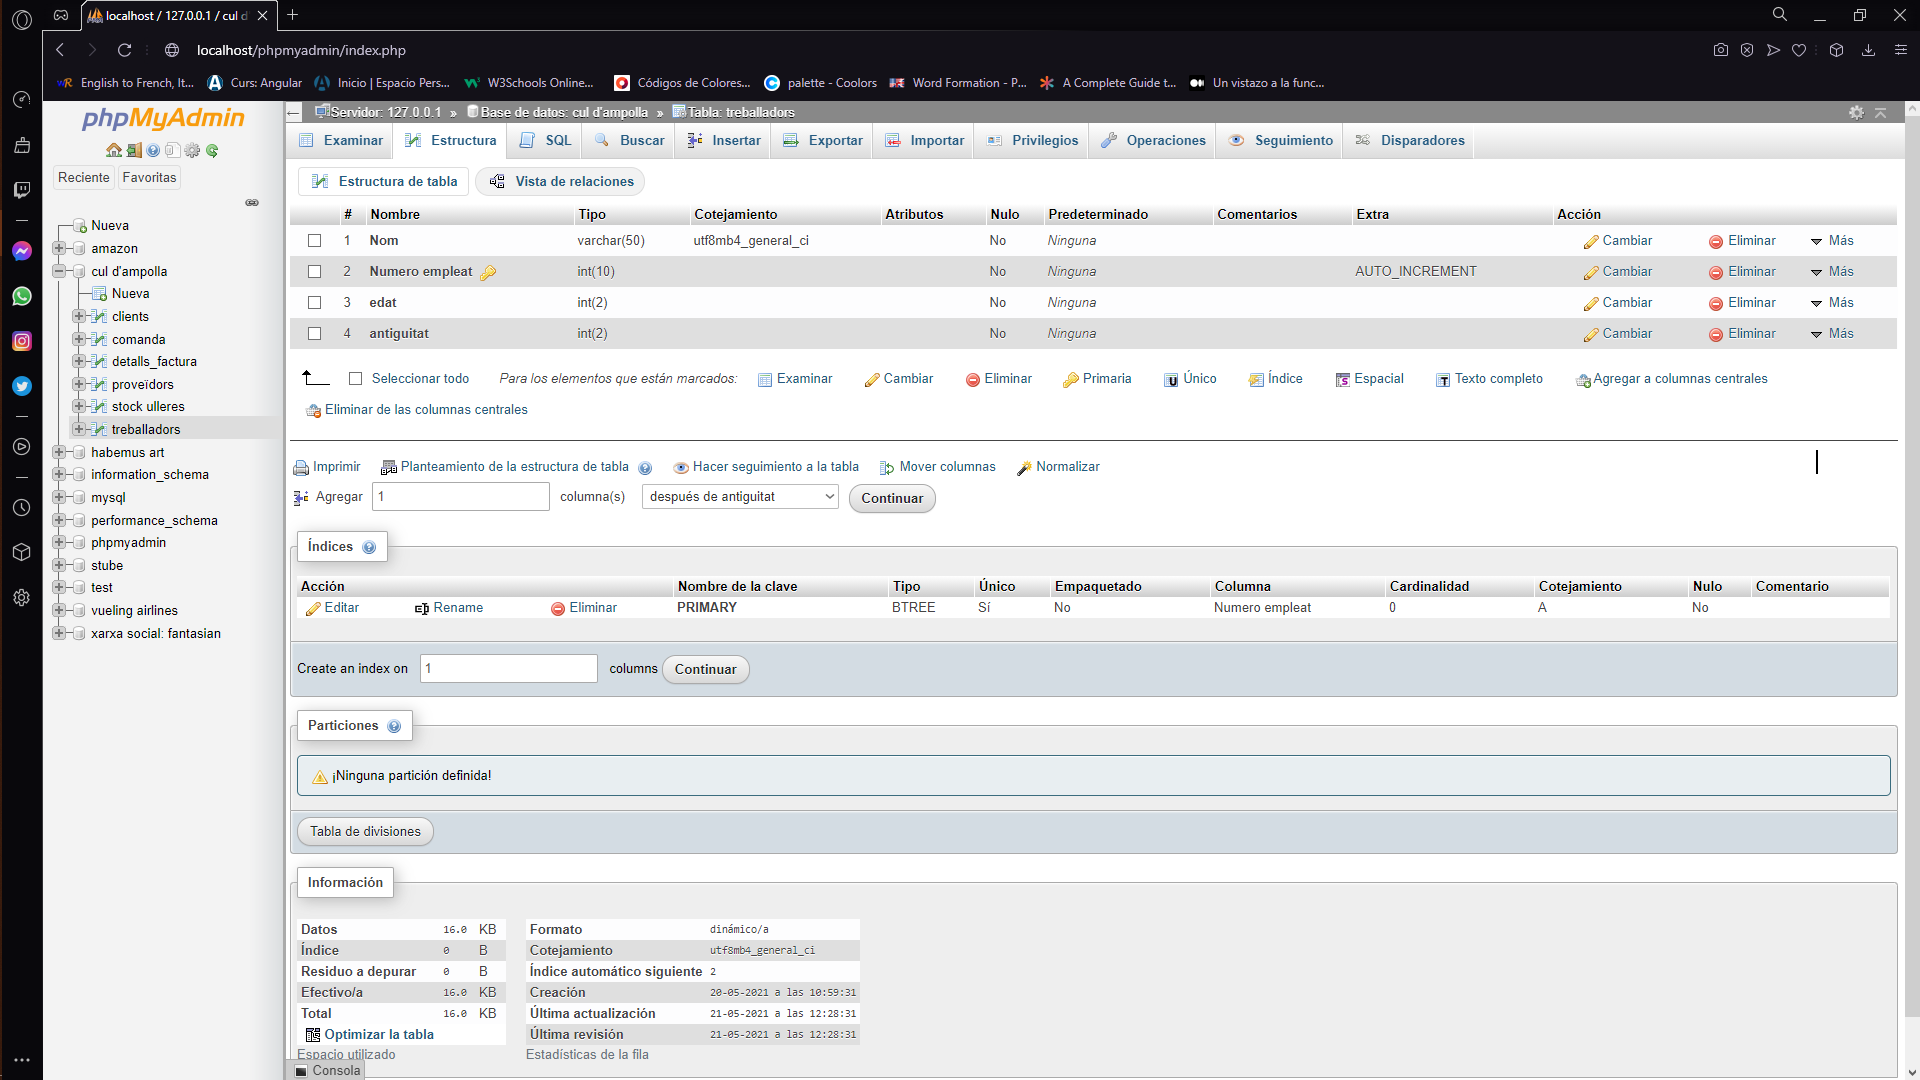 localhost / 127.0.0.1 / cul d
localhost/phpmyadmin/index.php
English to French, It... Curs: Angular Inicio | Espacio Pers... W3Schools Online... Códigos de Colores... palette - Coolors Word Formation - P... A Complete Guide t... Un vistazo a la func...
phpMyAdmin
Reciente Favoritas
Nueva
amazon
cul d'ampolla
Nueva
clients
comanda
detalls_factura
proveïdors
stock ulleres
treballadors
habemus art
information_schema
mysql
performance_schema
phpmyadmin
stube
test
vueling airlines
xarxa social: fantasian
Servidor: 127.0.0.1 » Base de datos: cul d'ampolla » Tabla: treballadors
Examinar Estructura SQL Buscar Insertar Exportar Importar Privilegios Operaciones Seguimiento Disparadores
Estructura de tabla Vista de relaciones
# Nombre Tipo Cotejamiento Atributos Nulo Predeterminado Comentarios Extra Acción
1 Nom varchar(50) utf8mb4_general_ci No Ninguna Cambiar Eliminar Más
2 Numero empleat int(10) No Ninguna AUTO_INCREMENT Cambiar Eliminar Más
3 edat int(2) No Ninguna Cambiar Eliminar Más
4 antiguitat int(2) No Ninguna Cambiar Eliminar Más
Seleccionar todo Para los elementos que están marcados: Examinar Cambiar Eliminar Primaria Único Índice Espacial Texto completo Agregar a columnas centrales
Eliminar de las columnas centrales
Imprimir Planteamiento de la estructura de tabla Hacer seguimiento a la tabla Mover columnas Normalizar
Agregar 1 columna(s) después de antiguitat Continuar
Índices
Acción Nombre de la clave Tipo Único Empaquetado Columna Cardinalidad Cotejamiento Nulo Comentario
Editar Rename Eliminar PRIMARY BTREE Sí No Numero empleat 0 A No
Create an index on 1 columns Continuar
Particiones
¡Ninguna partición definida!
Tabla de divisiones
Información
Datos 16.0 KB
Índice 0 B
Residuo a depurar 0 B
Efectivo/a 16.0 KB
Total 16.0 KB
Optimizar la tabla
Espacio utilizado
Formato dinámico/a
Cotejamiento utf8mb4_general_ci
Índice automático siguiente 2
Creación 20-05-2021 a las 10:59:31
Última actualización 21-05-2021 a las 12:28:31
Última revisión 21-05-2021 a las 12:28:31
Estadísticas de la fila
Consola